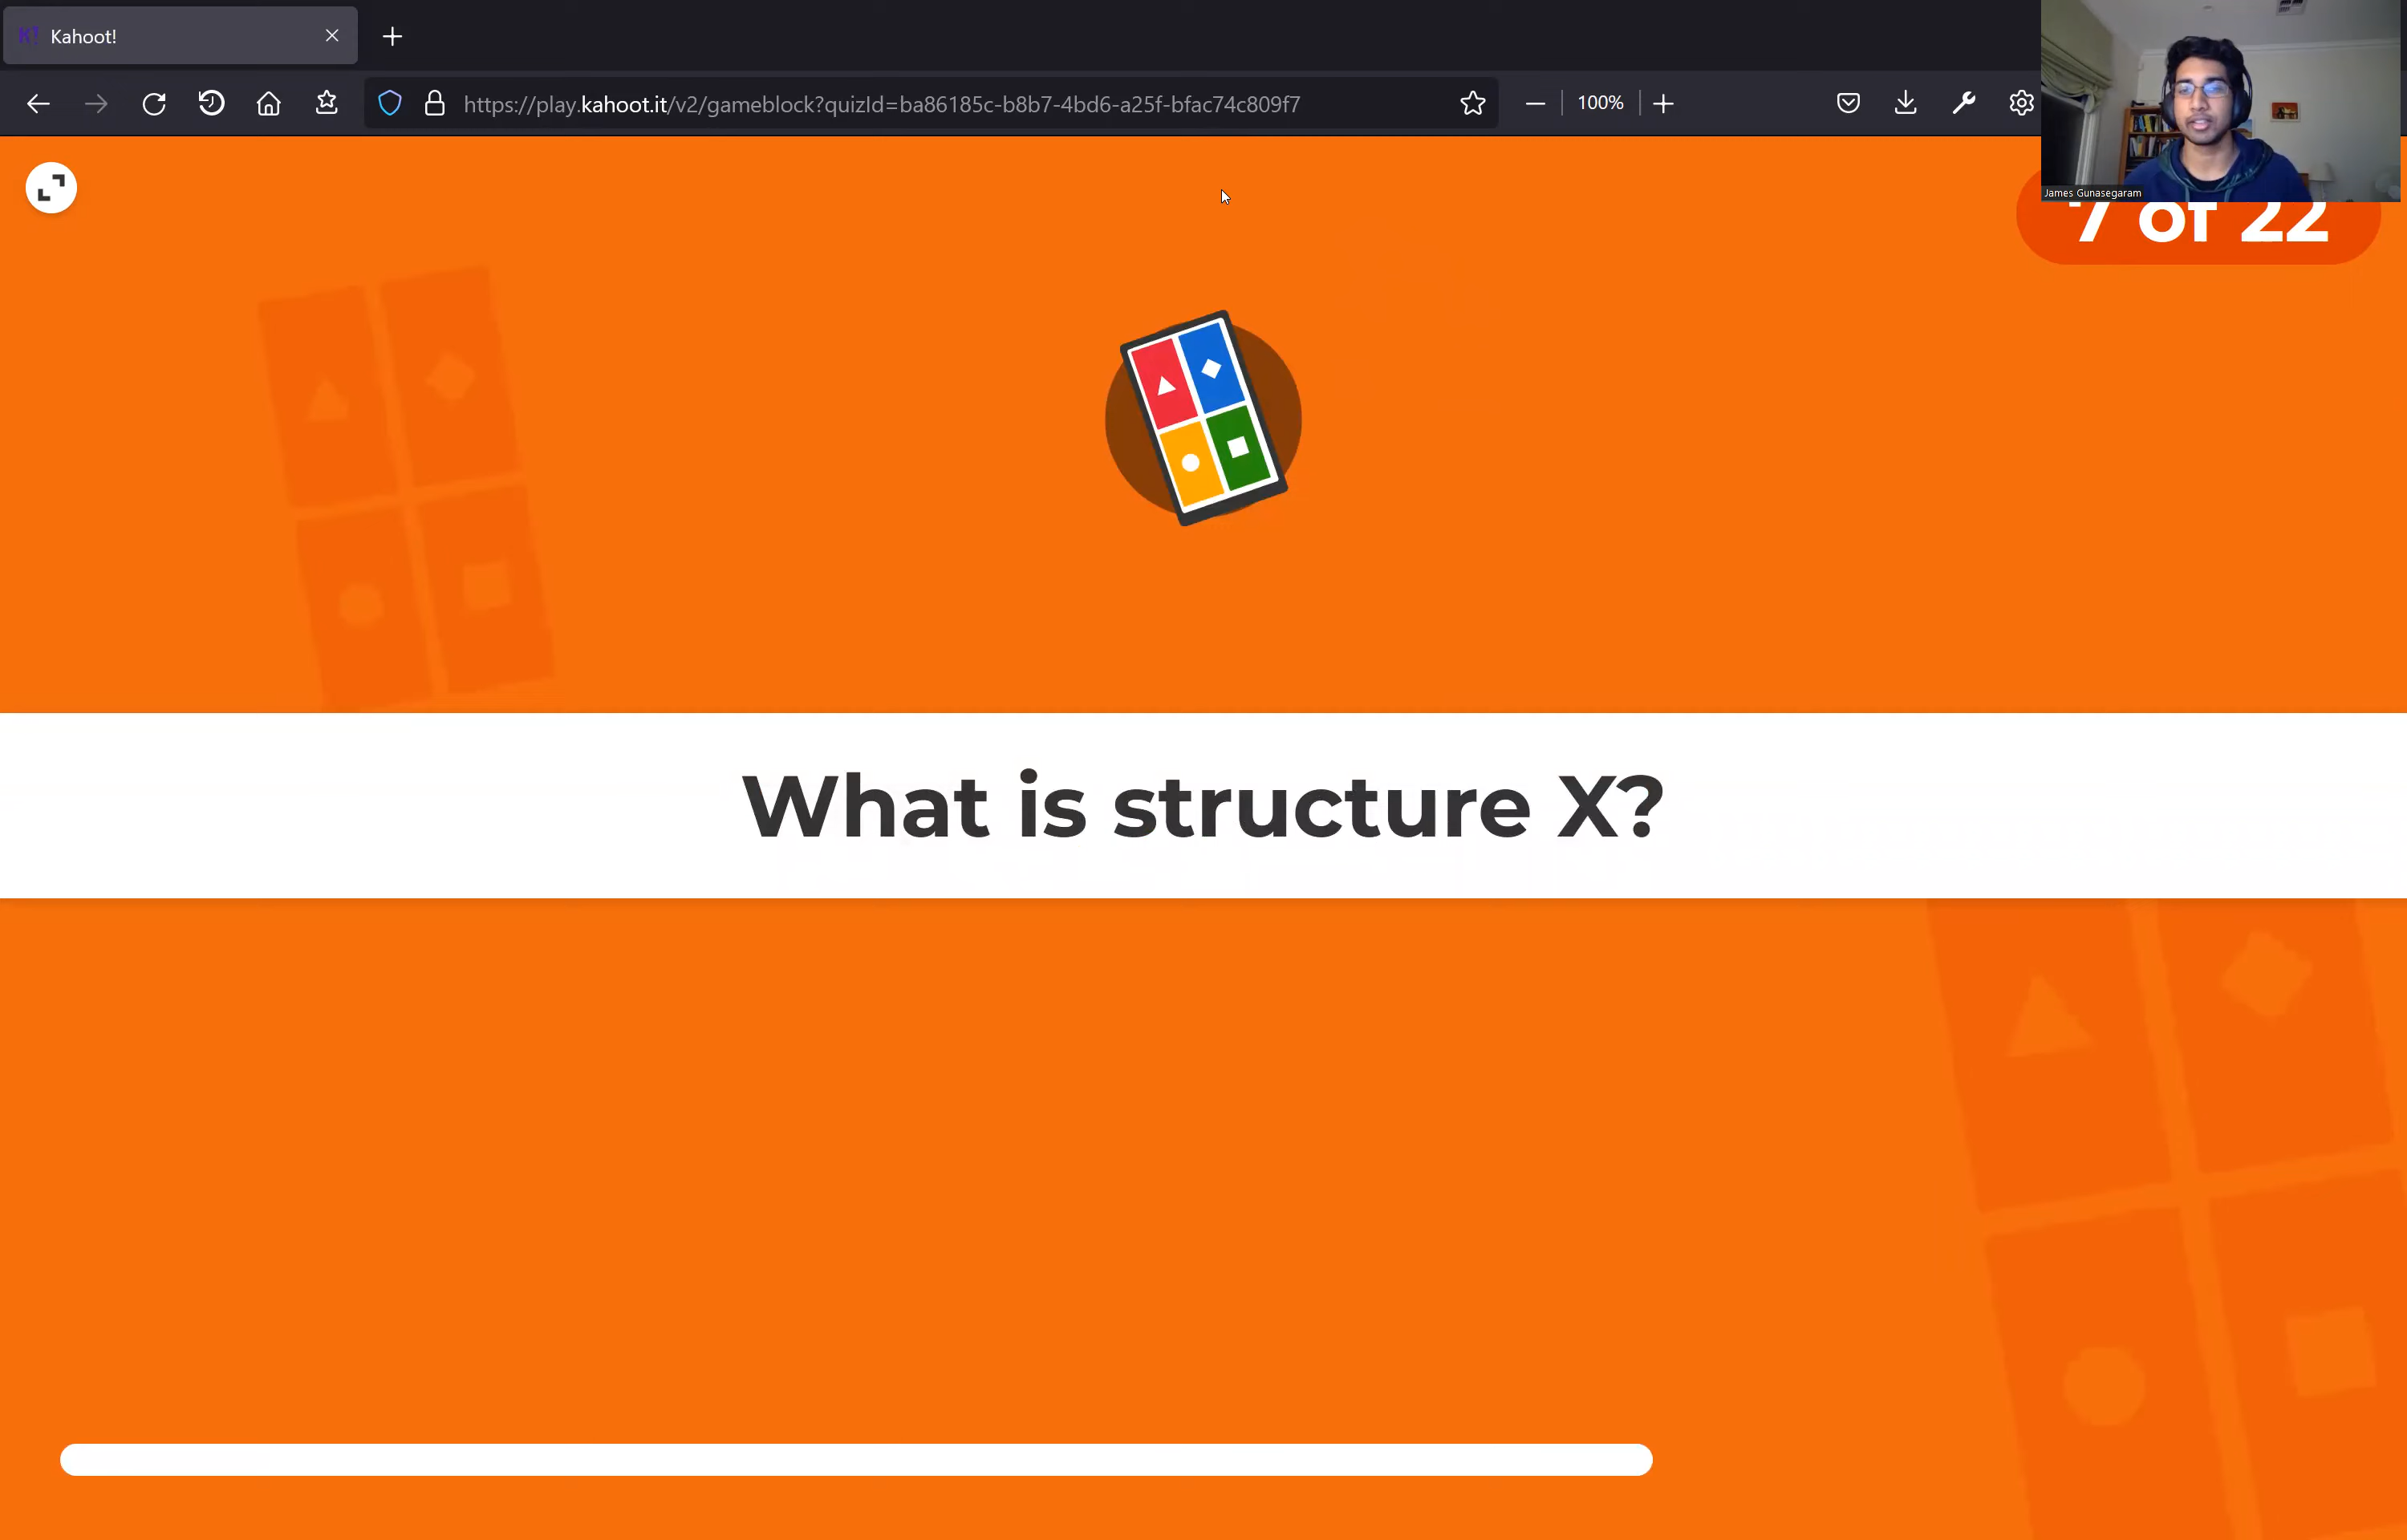 Kahoot!
https://play.kahoot.it/v2/gameblock?quizId=ba86185c-b8b7-4bd6-a25f-bfac74c809f7
100%
James Gunasegaram
7 of 22
What is structure X?